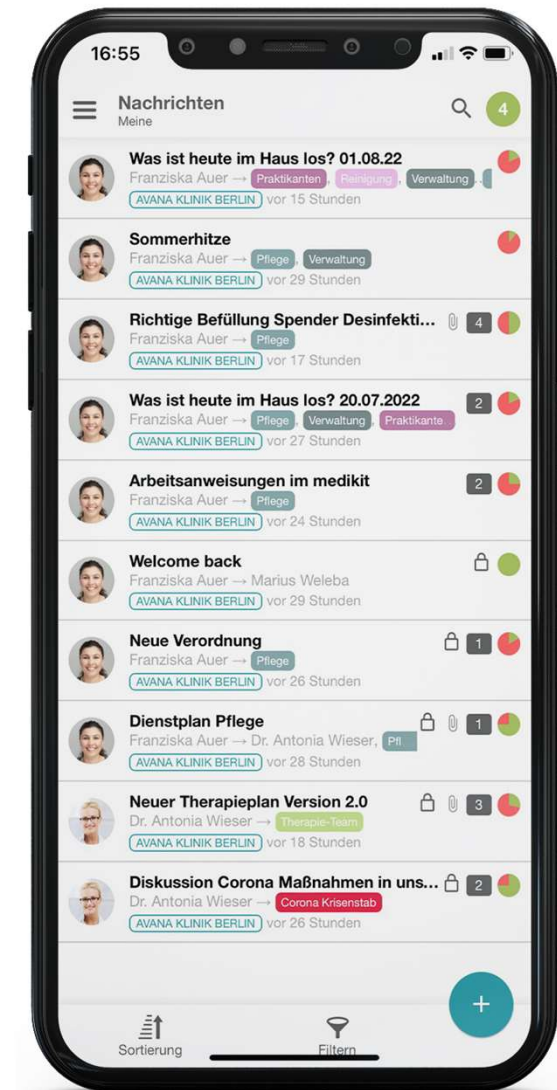 16:55
Nachrichten
Meine
4
Was ist heute im Haus los? 01.08.22
Franziska Auer → Praktikanten, Reinigung, Verwaltung
AVANA KLINIK BERLIN vor 15 Stunden
Sommerhitze
Franziska Auer → Pflege, Verwaltung
AVANA KLINIK BERLIN vor 29 Stunden
Richtige Befüllung Spender Desinfekti... 4
Franziska Auer → Pflege
AVANA KLINIK BERLIN vor 17 Stunden
Was ist heute im Haus los? 20.07.2022 2
Franziska Auer → Pflege, Verwaltung, Praktikante...
AVANA KLINIK BERLIN vor 27 Stunden
Arbeitsanweisungen im medikit 2
Franziska Auer → Pflege
AVANA KLINIK BERLIN vor 24 Stunden
Welcome back
Franziska Auer → Marius Weleba
AVANA KLINIK BERLIN vor 29 Stunden
Neue Verordnung 1
Franziska Auer → Pflege
AVANA KLINIK BERLIN vor 26 Stunden
Dienstplan Pflege 1
Franziska Auer → Dr. Antonia Wieser, Pfl
AVANA KLINIK BERLIN vor 28 Stunden
Neuer Therapieplan Version 2.0 3
Dr. Antonia Wieser → Therapie-Team
AVANA KLINIK BERLIN vor 18 Stunden
Diskussion Corona Maßnahmen in uns... 2
Dr. Antonia Wieser → Corona Krisenstab
AVANA KLINIK BERLIN vor 26 Stunden
+
Sortierung
Filtern